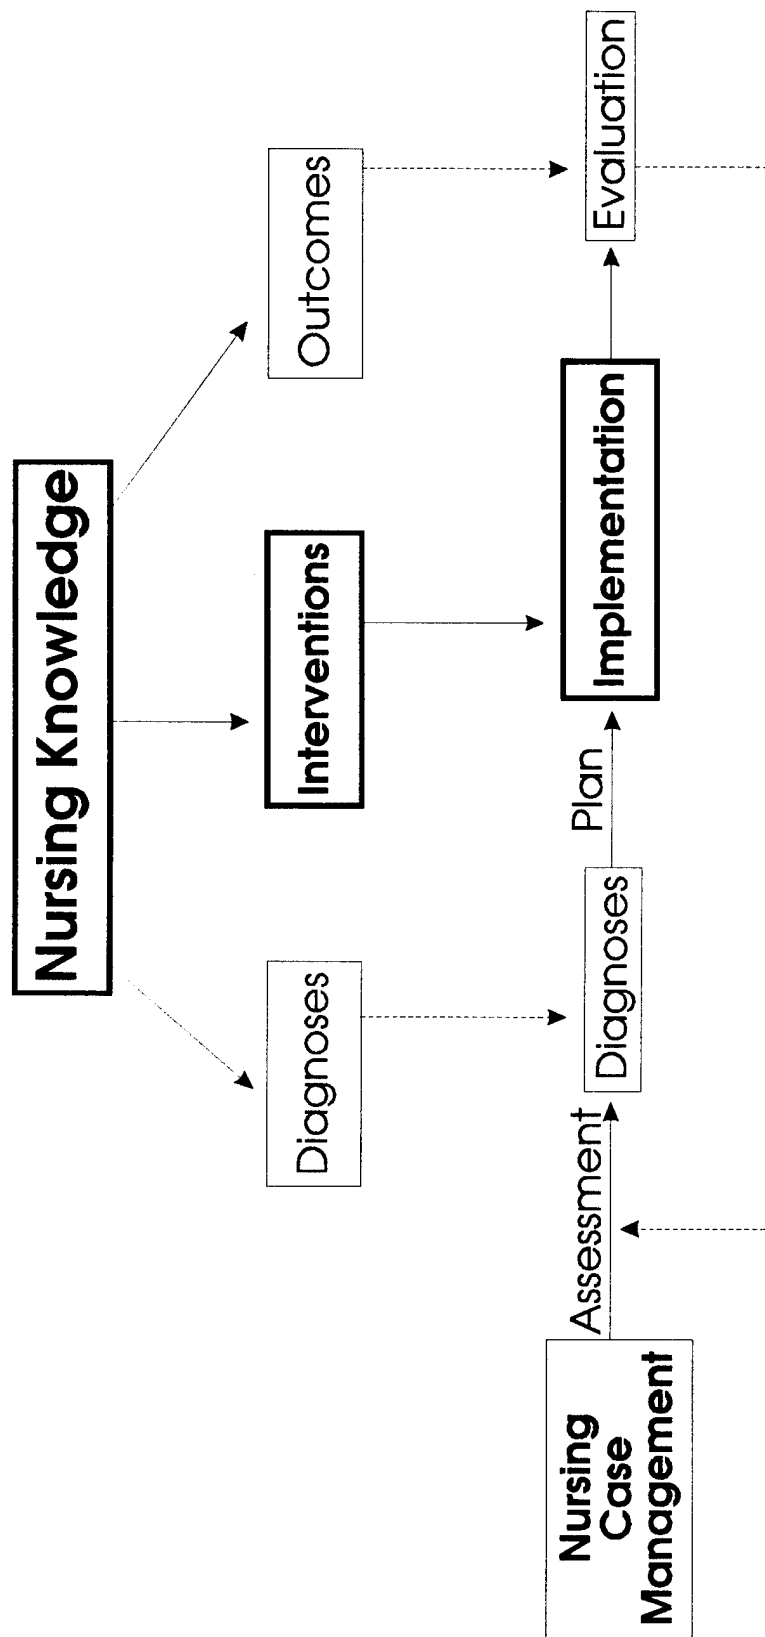 Nursing Knowledge
Diagnoses
Interventions
Outcomes
Nursing
Case
Management
Assessment
Diagnoses
Plan
Implementation
Evaluation